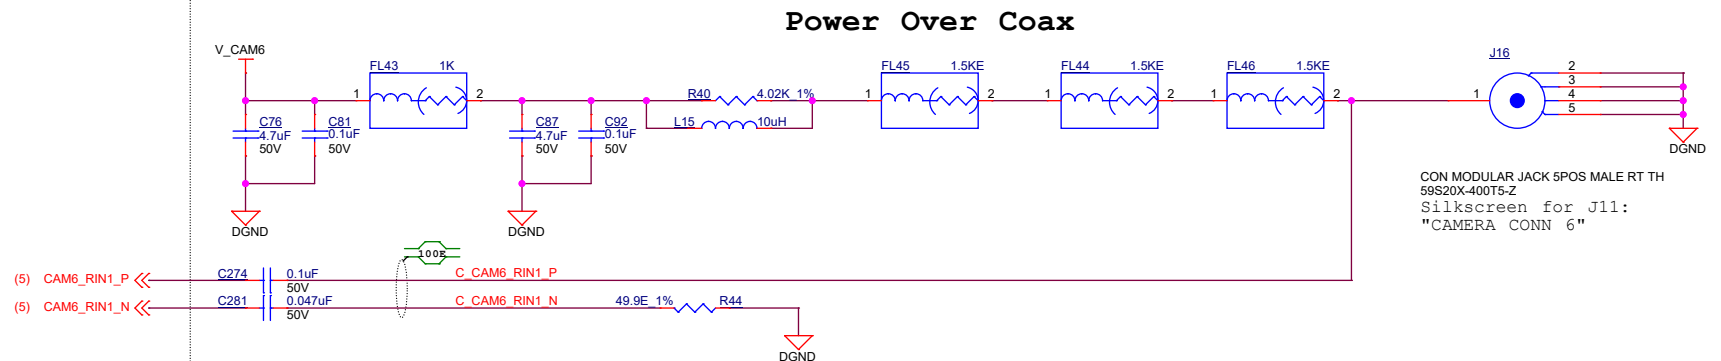 Power Over Coax
V_CAM6
FL43 1K
1 2
C76 4.7uF 50V
C81 0.1uF 50V
DGND
C87 4.7uF 50V
C92 0.1uF 50V
DGND
R40 4.02K_1%
L15 10uH
FL45 1.5KE
1 2
FL44 1.5KE
1 2
FL46 1.5KE
1 2
J16
1
2
3
4
5
DGND
CON MODULAR JACK 5POS MALE RT TH
59S20X-400T5-Z
Silkscreen for J11:
"CAMERA CONN 6"
100E
(5) CAM6_RIN1_P C274 0.1uF 50V C_CAM6_RIN1_P
(5) CAM6_RIN1_N C281 0.047uF 50V C_CAM6_RIN1_N 49.9E_1% R44
DGND